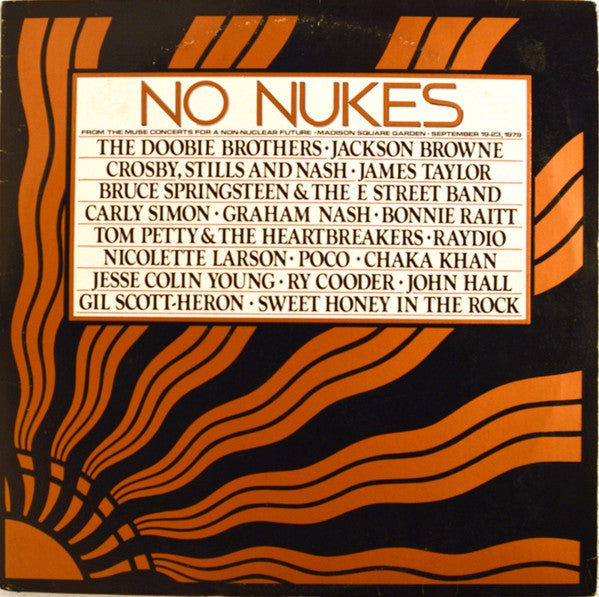 NO NUKES
FROM THE MUSE CONCERTS FOR A NON-NUCLEAR FUTURE · MADISON SQUARE GARDEN · SEPTEMBER 19-23, 1979
THE DOOBIE BROTHERS · JACKSON BROWNE
CROSBY, STILLS AND NASH · JAMES TAYLOR
BRUCE SPRINGSTEEN & THE E STREET BAND
CARLY SIMON · GRAHAM NASH · BONNIE RAITT
TOM PETTY & THE HEARTBREAKERS · RAYDIO
NICOLETTE LARSON · POCO · CHAKA KHAN
JESSE COLIN YOUNG · RY COODER · JOHN HALL
GIL SCOTT-HERON · SWEET HONEY IN THE ROCK